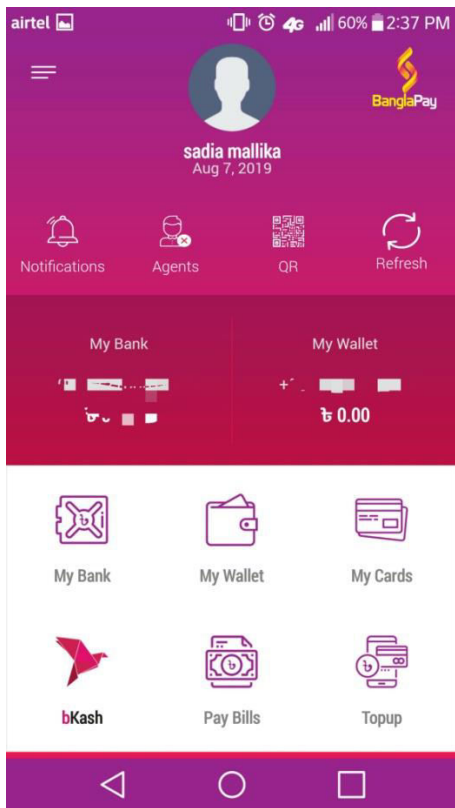 airtel 4G 60% 2:37 PM
BanglaPay
sadia mallika
Aug 7, 2019
Notifications Agents QR Refresh
My Bank My Wallet
৳ 0.00
My Bank My Wallet My Cards
bKash Pay Bills Topup